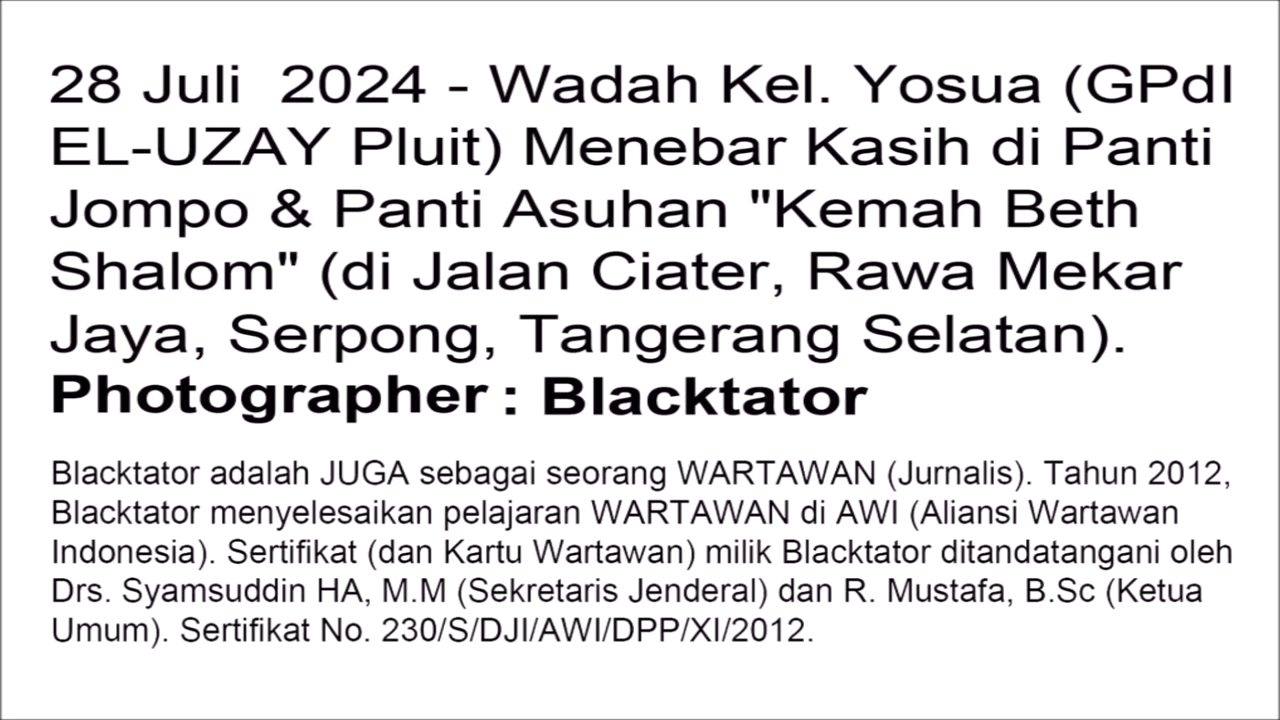 28 Juli  2024 - Wadah Kel. Yosua (GPdI
EL-UZAY Pluit) Menebar Kasih di Panti
Jompo & Panti Asuhan "Kemah Beth
Shalom" (di Jalan Ciater, Rawa Mekar
Jaya, Serpong, Tangerang Selatan).
Photographer : Blacktator
Blacktator adalah JUGA sebagai seorang WARTAWAN (Jurnalis). Tahun 2012,
Blacktator menyelesaikan pelajaran WARTAWAN di AWI (Aliansi Wartawan
Indonesia). Sertifikat (dan Kartu Wartawan) milik Blacktator ditandatangani oleh
Drs. Syamsuddin HA, M.M (Sekretaris Jenderal) dan R. Mustafa, B.Sc (Ketua
Umum). Sertifikat No. 230/S/DJI/AWI/DPP/XI/2012.